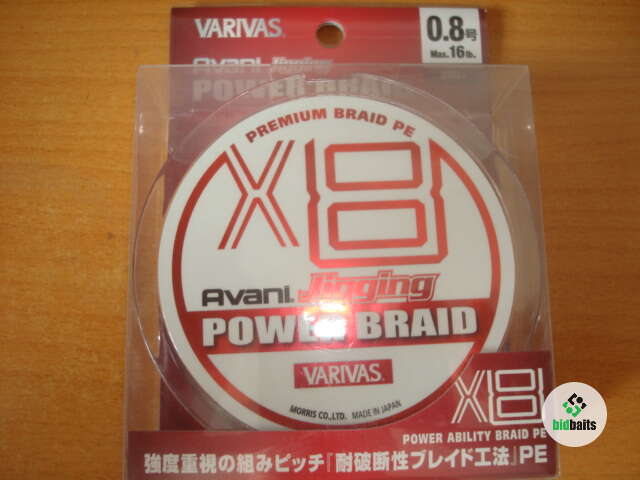 VARIVAS®
0.8号
Max. 16lb.
Avani Jigging
POWER BRAID
PREMIUM BRAID PE
X8
Avani Jigging
POWER BRAID
VARIVAS®
MORRIS CO.,LTD. MADE IN JAPAN
X8
POWER ABILITY BRAID PE
強度重視の組みピッチ『耐破断性ブレイド工法』PE
bidbaits